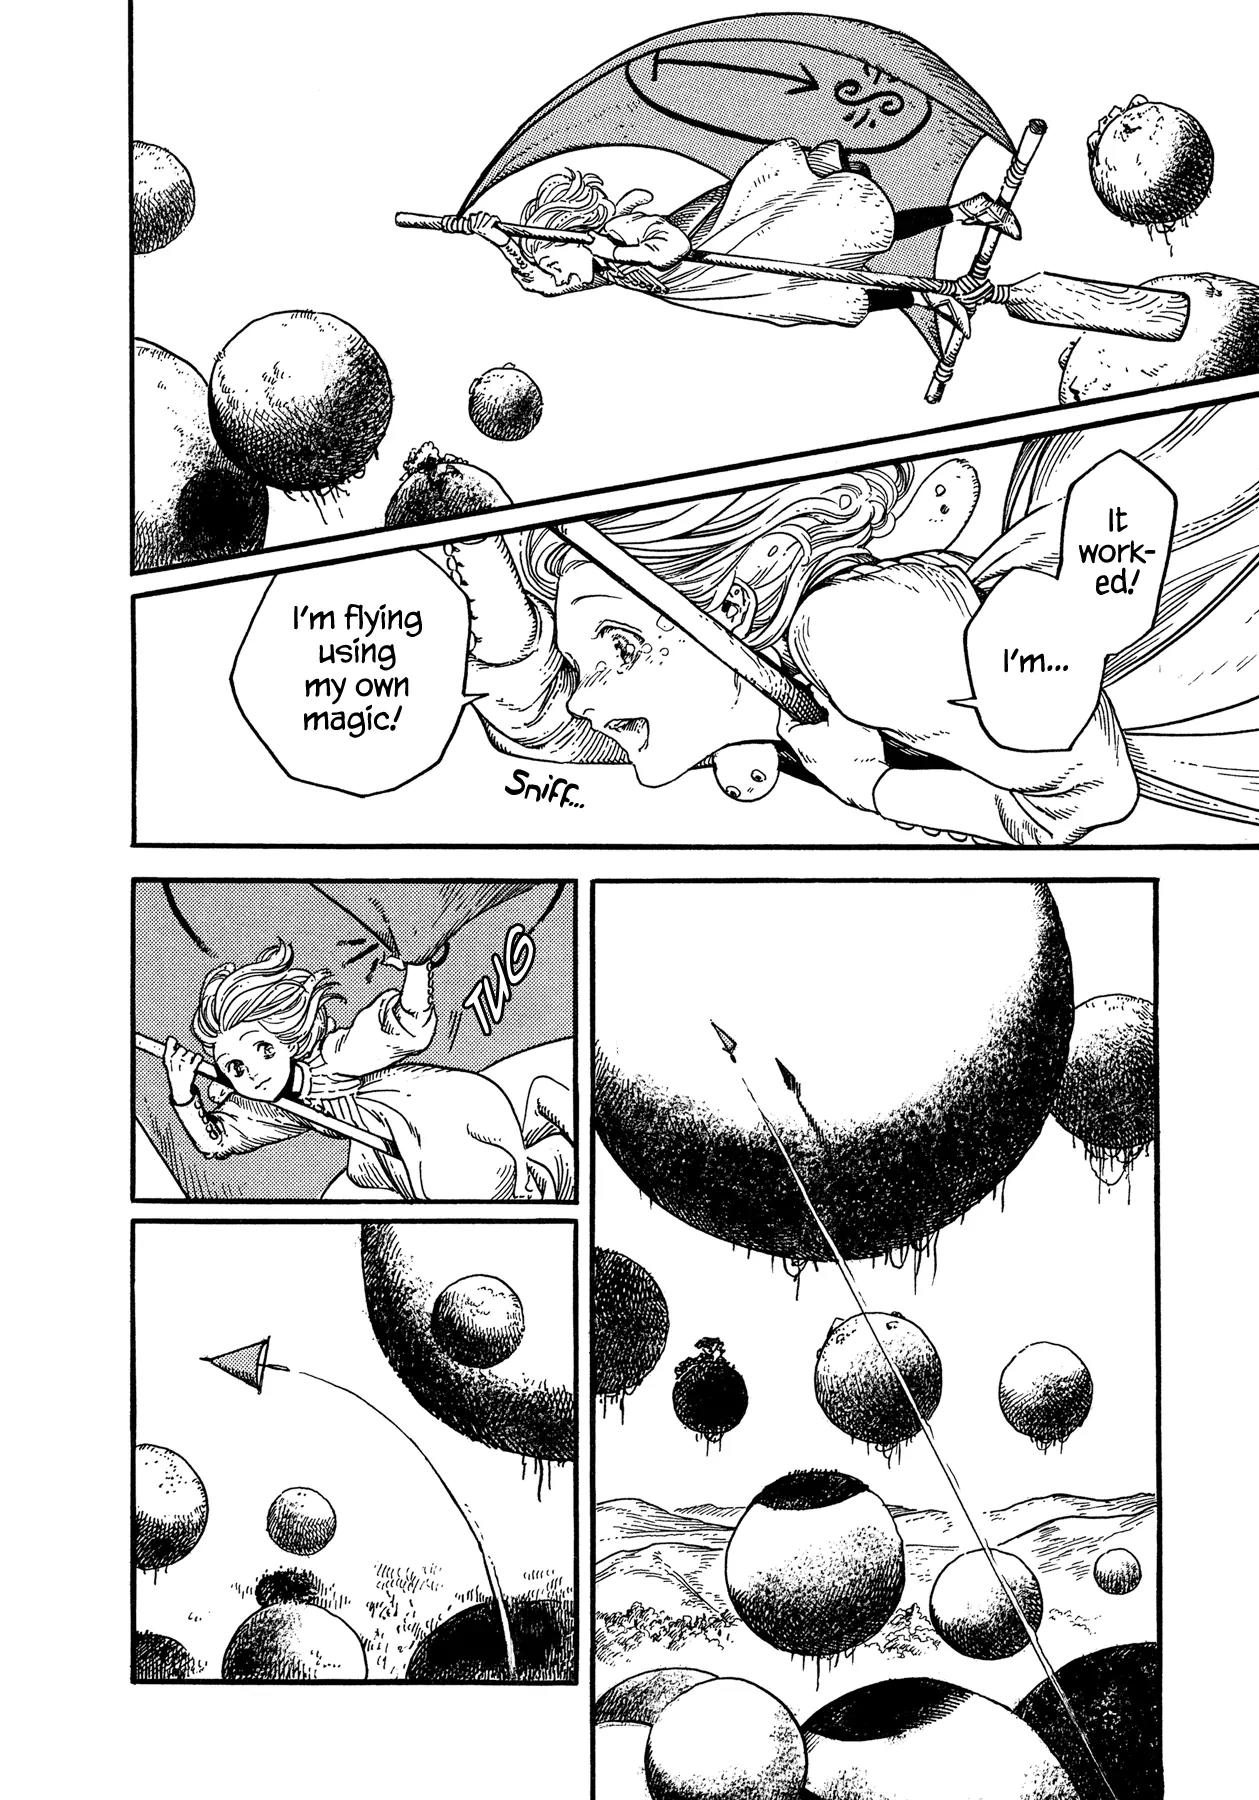 It
work-
ed!
I'm...
I'm flying
using
my own
magic!
Sniff...
TUG